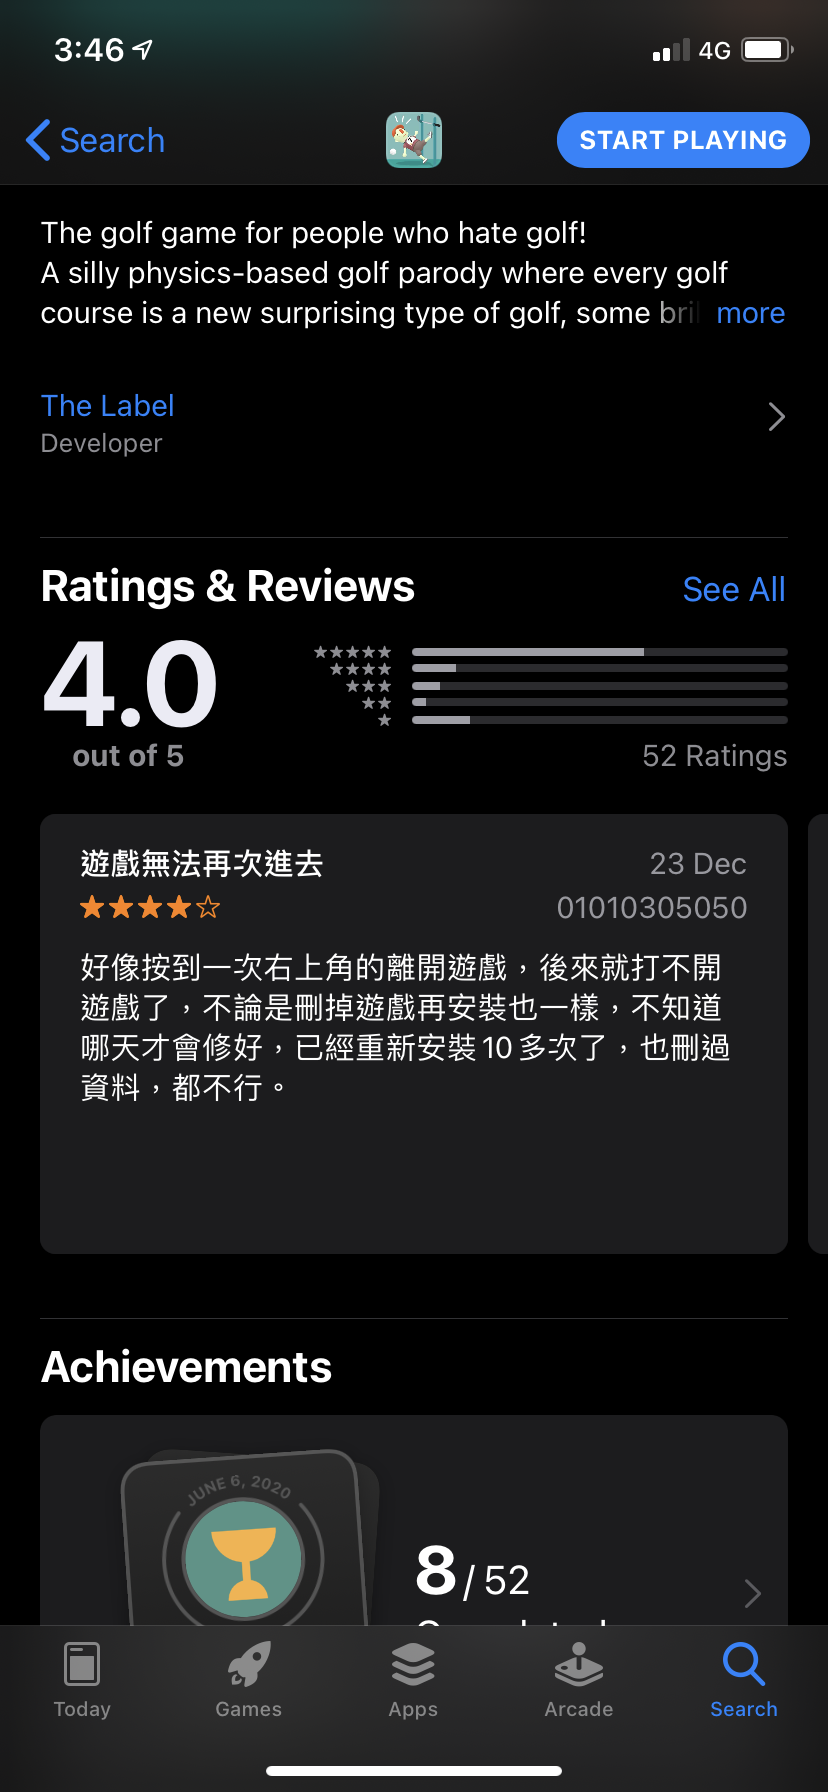 3:46
4G
Search
START PLAYING
The golf game for people who hate golf!
A silly physics-based golf parody where every golf
course is a new surprising type of golf, some bril more
The Label
Developer
Ratings & Reviews
See All
4.0
out of 5
52 Ratings
遊戲無法再次進去
23 Dec
01010305050
好像按到一次右上角的離開遊戲，後來就打不開
遊戲了，不論是刪掉遊戲再安裝也一樣，不知道
哪天才會修好，已經重新安裝10多次了，也刪過
資料，都不行。
Achievements
JUNE 6, 2020
8/52
Today
Games
Apps
Arcade
Search